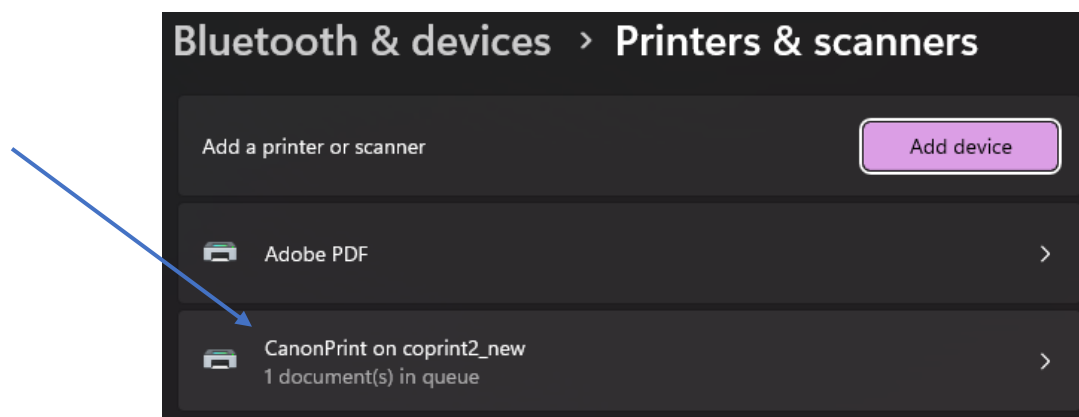 Bluetooth & devices > Printers & scanners
Add a printer or scanner
Add device
Adobe PDF
CanonPrint on coprint2_new
1 document(s) in queue